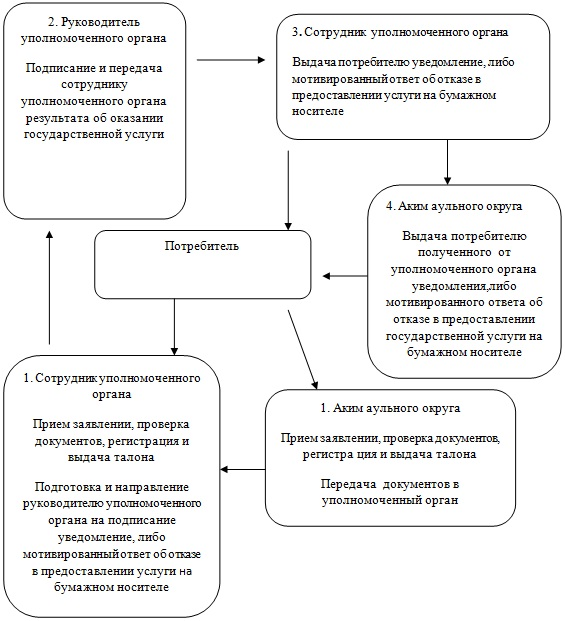 2. Руководитель
уполномоченного органа
Подписание и передача
сотруднику
уполномоченного органа
результата об оказании
государственной услуги
3. Сотрудник уполномоченного органа
Выдача потребителю уведомление, либо
мотивированный ответ об отказе в
предоставлении услуги на бумажном
носителе
4. Аким аульного округа
Выдача потребителю
полученного от
уполномоченного органа
уведомления,либо
мотивированного ответа об
отказе в предоставлении
государственной услуги на
бумажном носителе
Потребитель
1. Сотрудник уполномоченного
органа
Прием заявлении, проверка
документов, регистрация и
выдача талона
Подготовка и направление
руководителю уполномоченного
органа на подписание
уведомление, либо
мотивированный ответ об отказе
в предоставлении услуги на
бумажном носителе
1. Аким аульного округа
Прием заявлении, проверка документов,
регистра ция и выдача талона
Передача документов в
уполномоченный орган